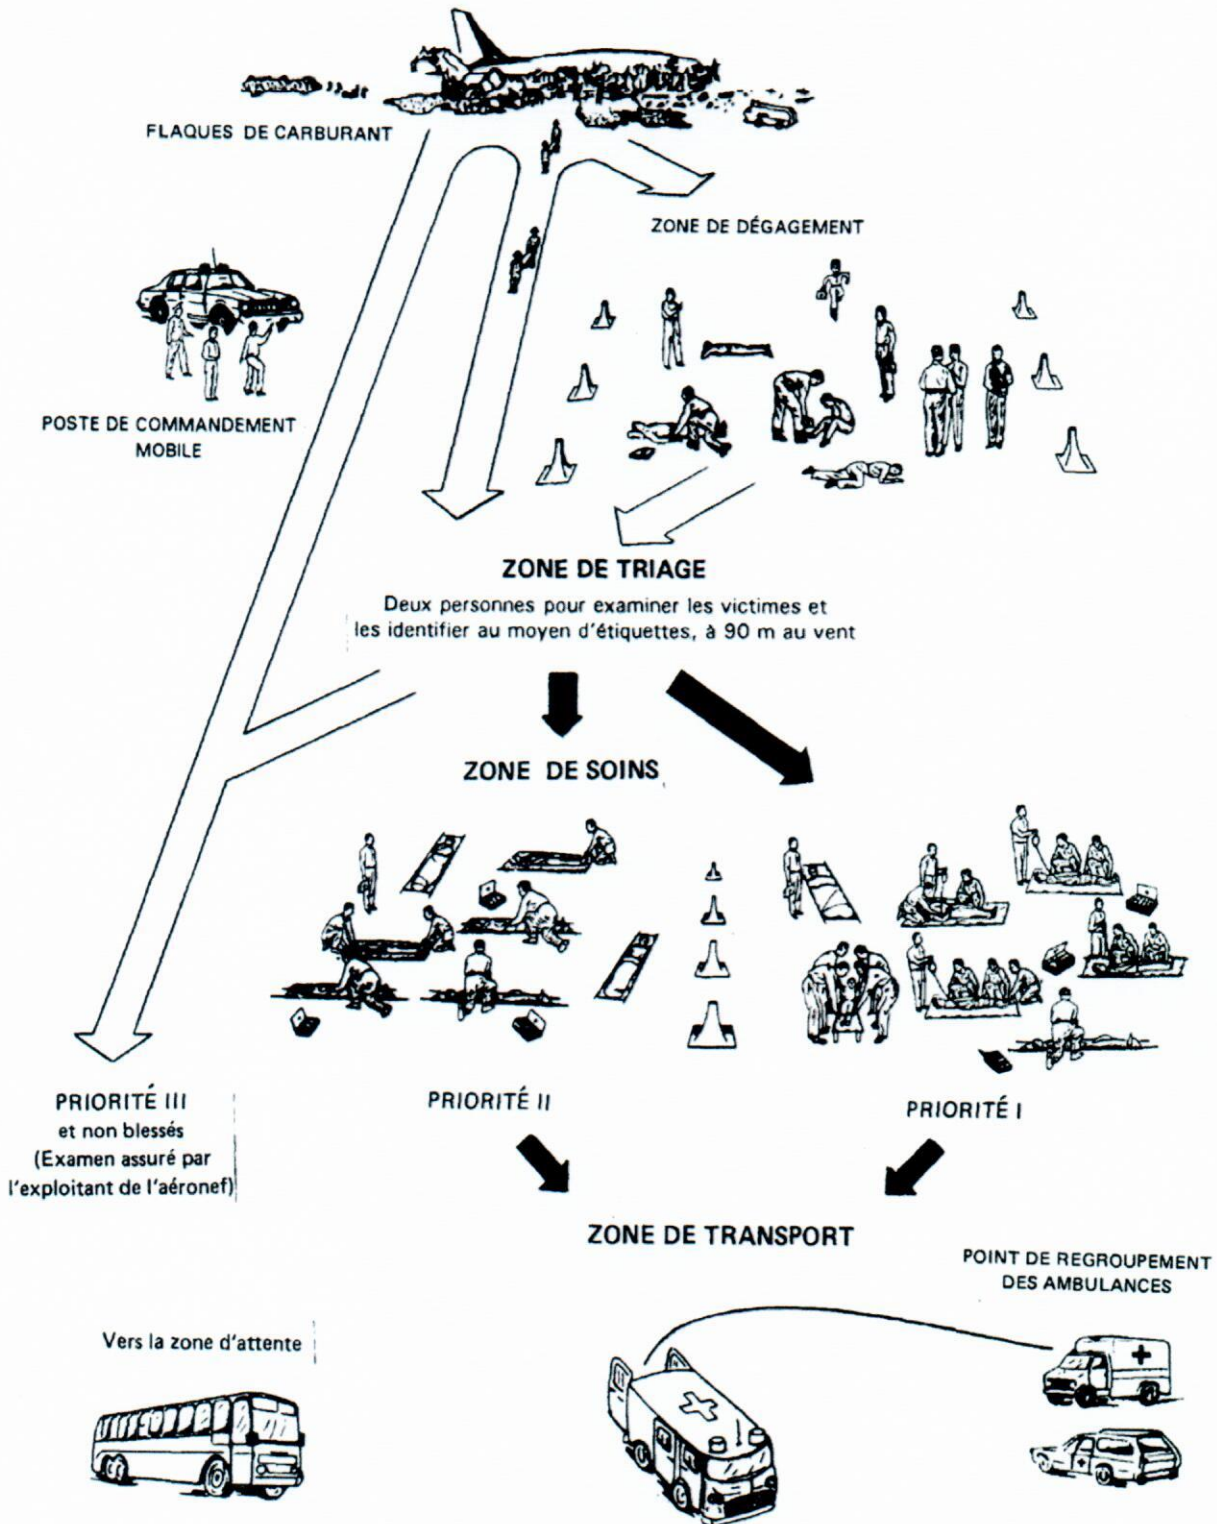 FLAQUES DE CARBURANT
ZONE DE DÉGAGEMENT
POSTE DE COMMANDEMENT
MOBILE
ZONE DE TRIAGE
Deux personnes pour examiner les victimes et
les identifier au moyen d'étiquettes, à 90 m au vent
ZONE DE SOINS
PRIORITÉ III
et non blessés
(Examen assuré par
l'exploitant de l'aéronef)
PRIORITÉ II
PRIORITÉ I
ZONE DE TRANSPORT
POINT DE REGROUPEMENT
DES AMBULANCES
Vers la zone d'attente